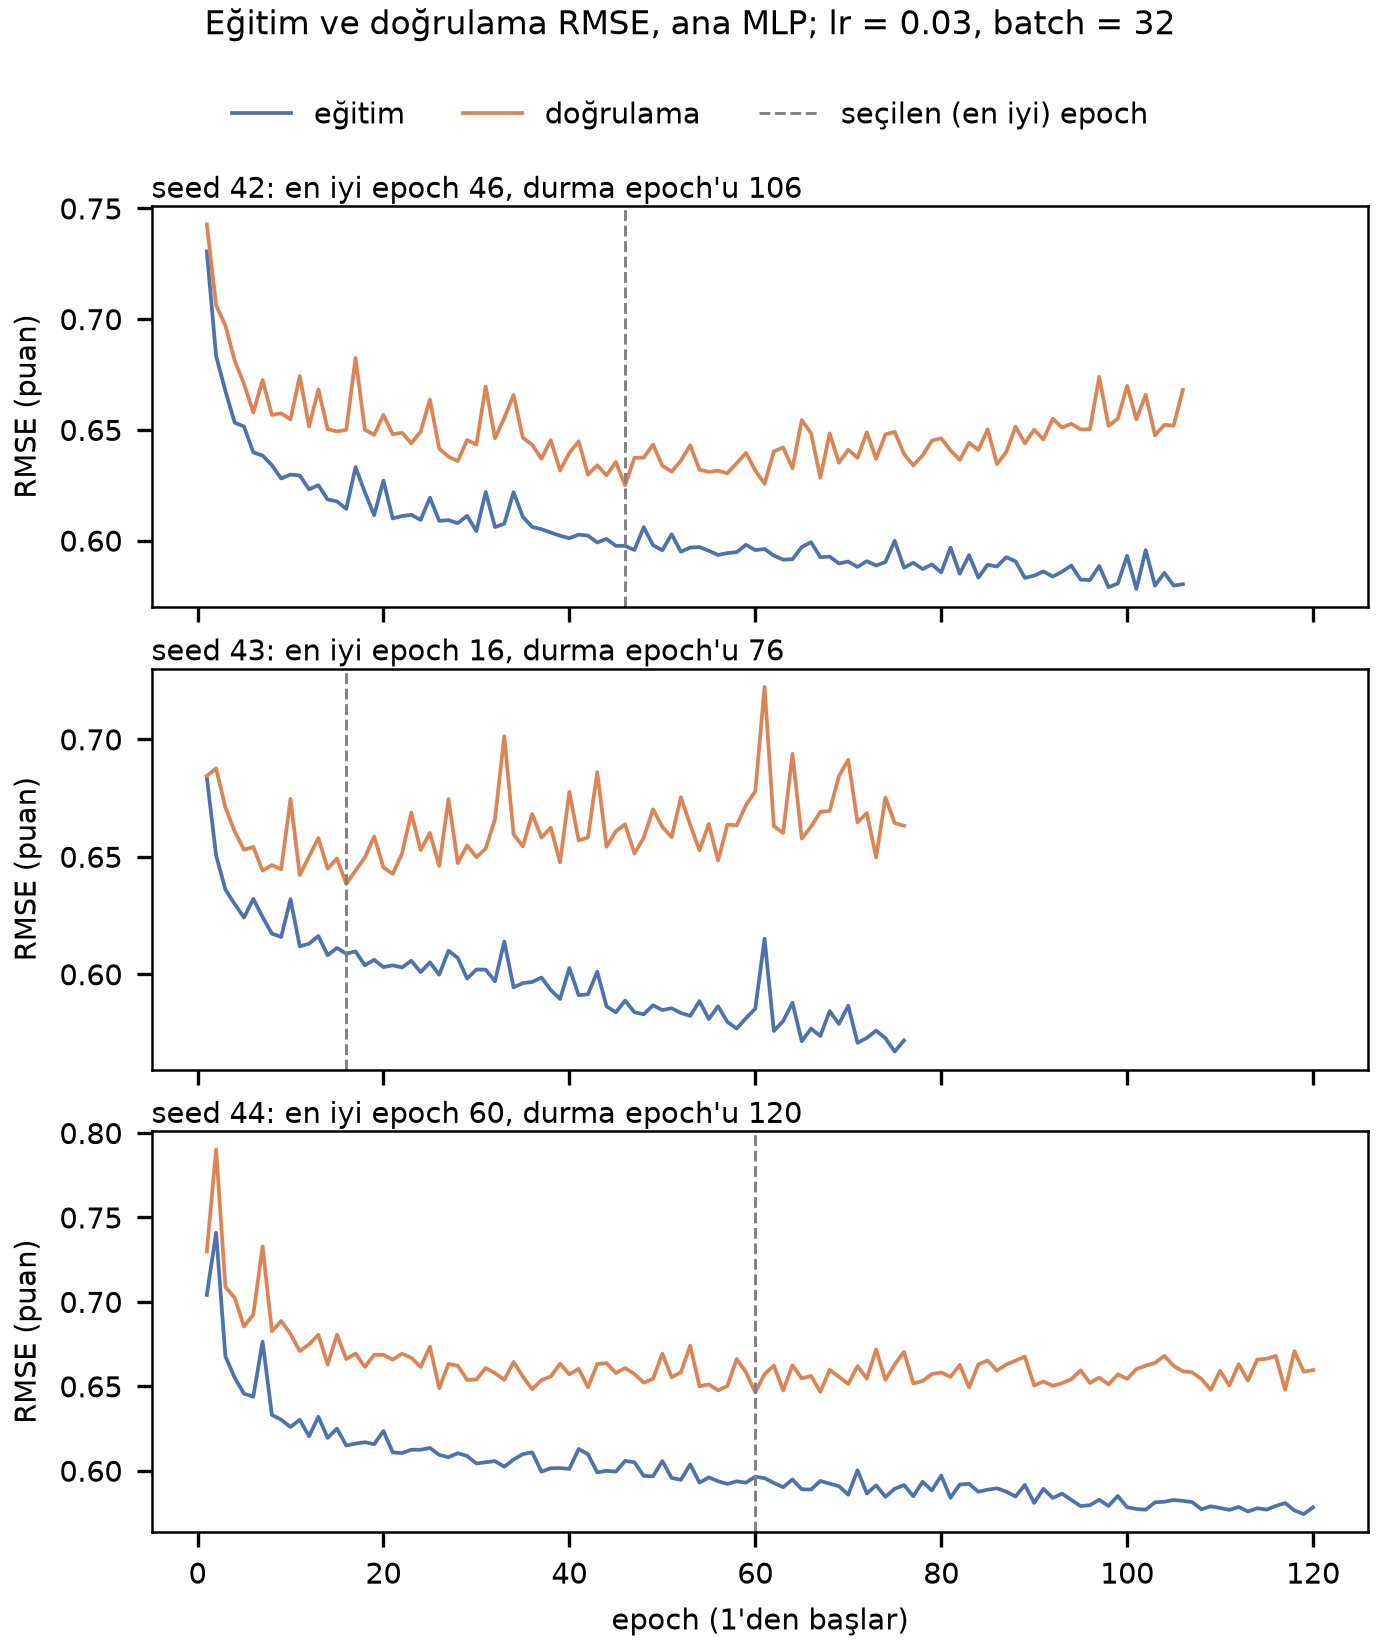 Eğitim ve doğrulama RMSE, ana MLP; lr = 0.03, batch = 32
eğitim doğrulama seçilen (en iyi) epoch
seed 42: en iyi epoch 46, durma epoch'u 106
0.75
0.70
0.65
0.60
RMSE (puan)
seed 43: en iyi epoch 16, durma epoch'u 76
0.70
0.65
0.60
RMSE (puan)
seed 44: en iyi epoch 60, durma epoch'u 120
0.80
0.75
0.70
0.65
0.60
RMSE (puan)
0 20 40 60 80 100 120
epoch (1'den başlar)